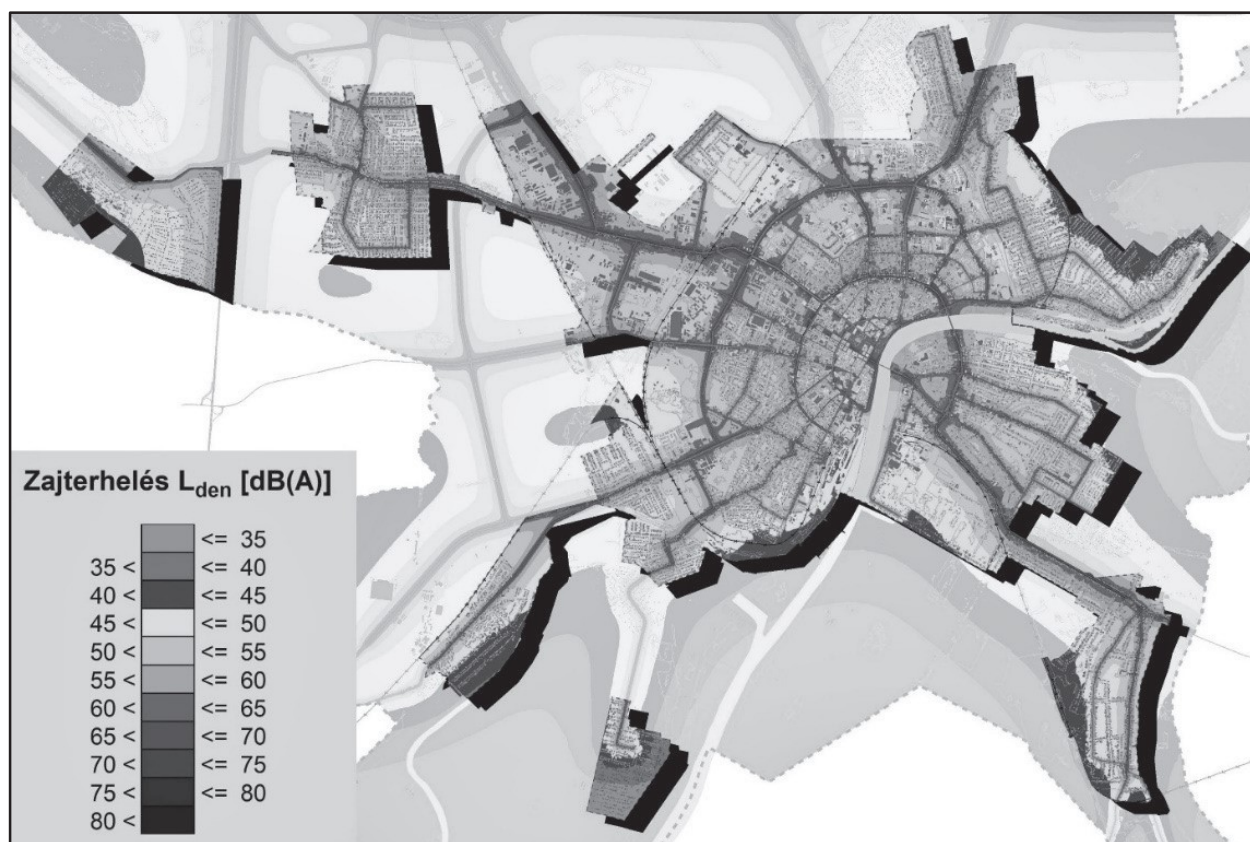 Zajterhelés Lden [dB(A)]
<= 35
35 < <= 40
40 < <= 45
45 < <= 50
50 < <= 55
55 < <= 60
60 < <= 65
65 < <= 70
70 < <= 75
75 < <= 80
80 <